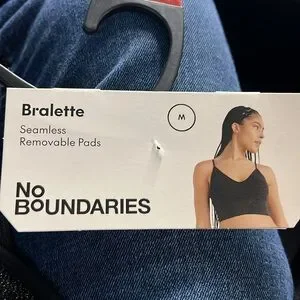 Bralette
Seamless
Removable Pads
M
No
BOUNDARIES